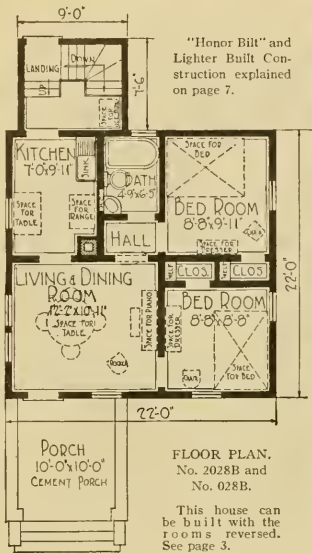 9'-0"
"Honor Bilt" and
Lighter Built Con-
struction explained
on page 7.
LANDING
DOWN
UP
7'-6"
KITCHEN
7'-0"x9'-11"
SINK
SPACE
FOR
TABLE
SPACE
FOR
RANGE
BATH
4'-9"x6'-5"
SPACE FOR
BED
BED ROOM
8'-8"x9'-11"
SPACE FOR
DRESSER
HALL
CLOS.
CLOS.
LIVING & DINING
ROOM
SPACE FOR
TABLE
SPACE FOR PIANO
ROCKER
BED ROOM
8'-8"x8'-8"
SPACE FOR
DRESSER
SPACE
FOR BED
22'-0"
22'-0"
PORCH
10'-0"x10'-0"
CEMENT PORCH
FLOOR PLAN.
No. 2028B and
No. 028B.
This house can
be built with the
rooms reversed.
See page 3.